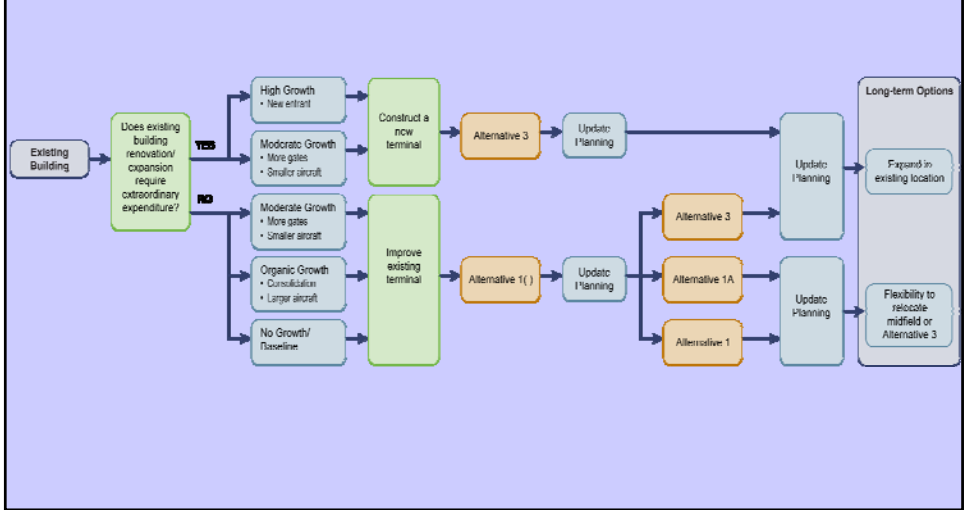 Existing
Building
Does existing
building
renovation/
expansion
require
extraordinary
expenditure?
YES
NO
High Growth
• New entrant
Moderate Growth
• More gates
• Smaller aircraft
Moderate Growth
• More gates
• Smaller aircraft
Organic Growth
• Consolidation
• Larger aircraft
No Growth/
Baseline
Construct a
new
terminal
Improve
existing
terminal
Alternative 3
Update
Planning
Alternative 1( )
Update
Planning
Alternative 3
Alternative 1A
Alternative 1
Update
Planning
Update
Planning
Long-term Options
Expand in
existing location
Flexibility to
relocate
midfield or
Alternative 3